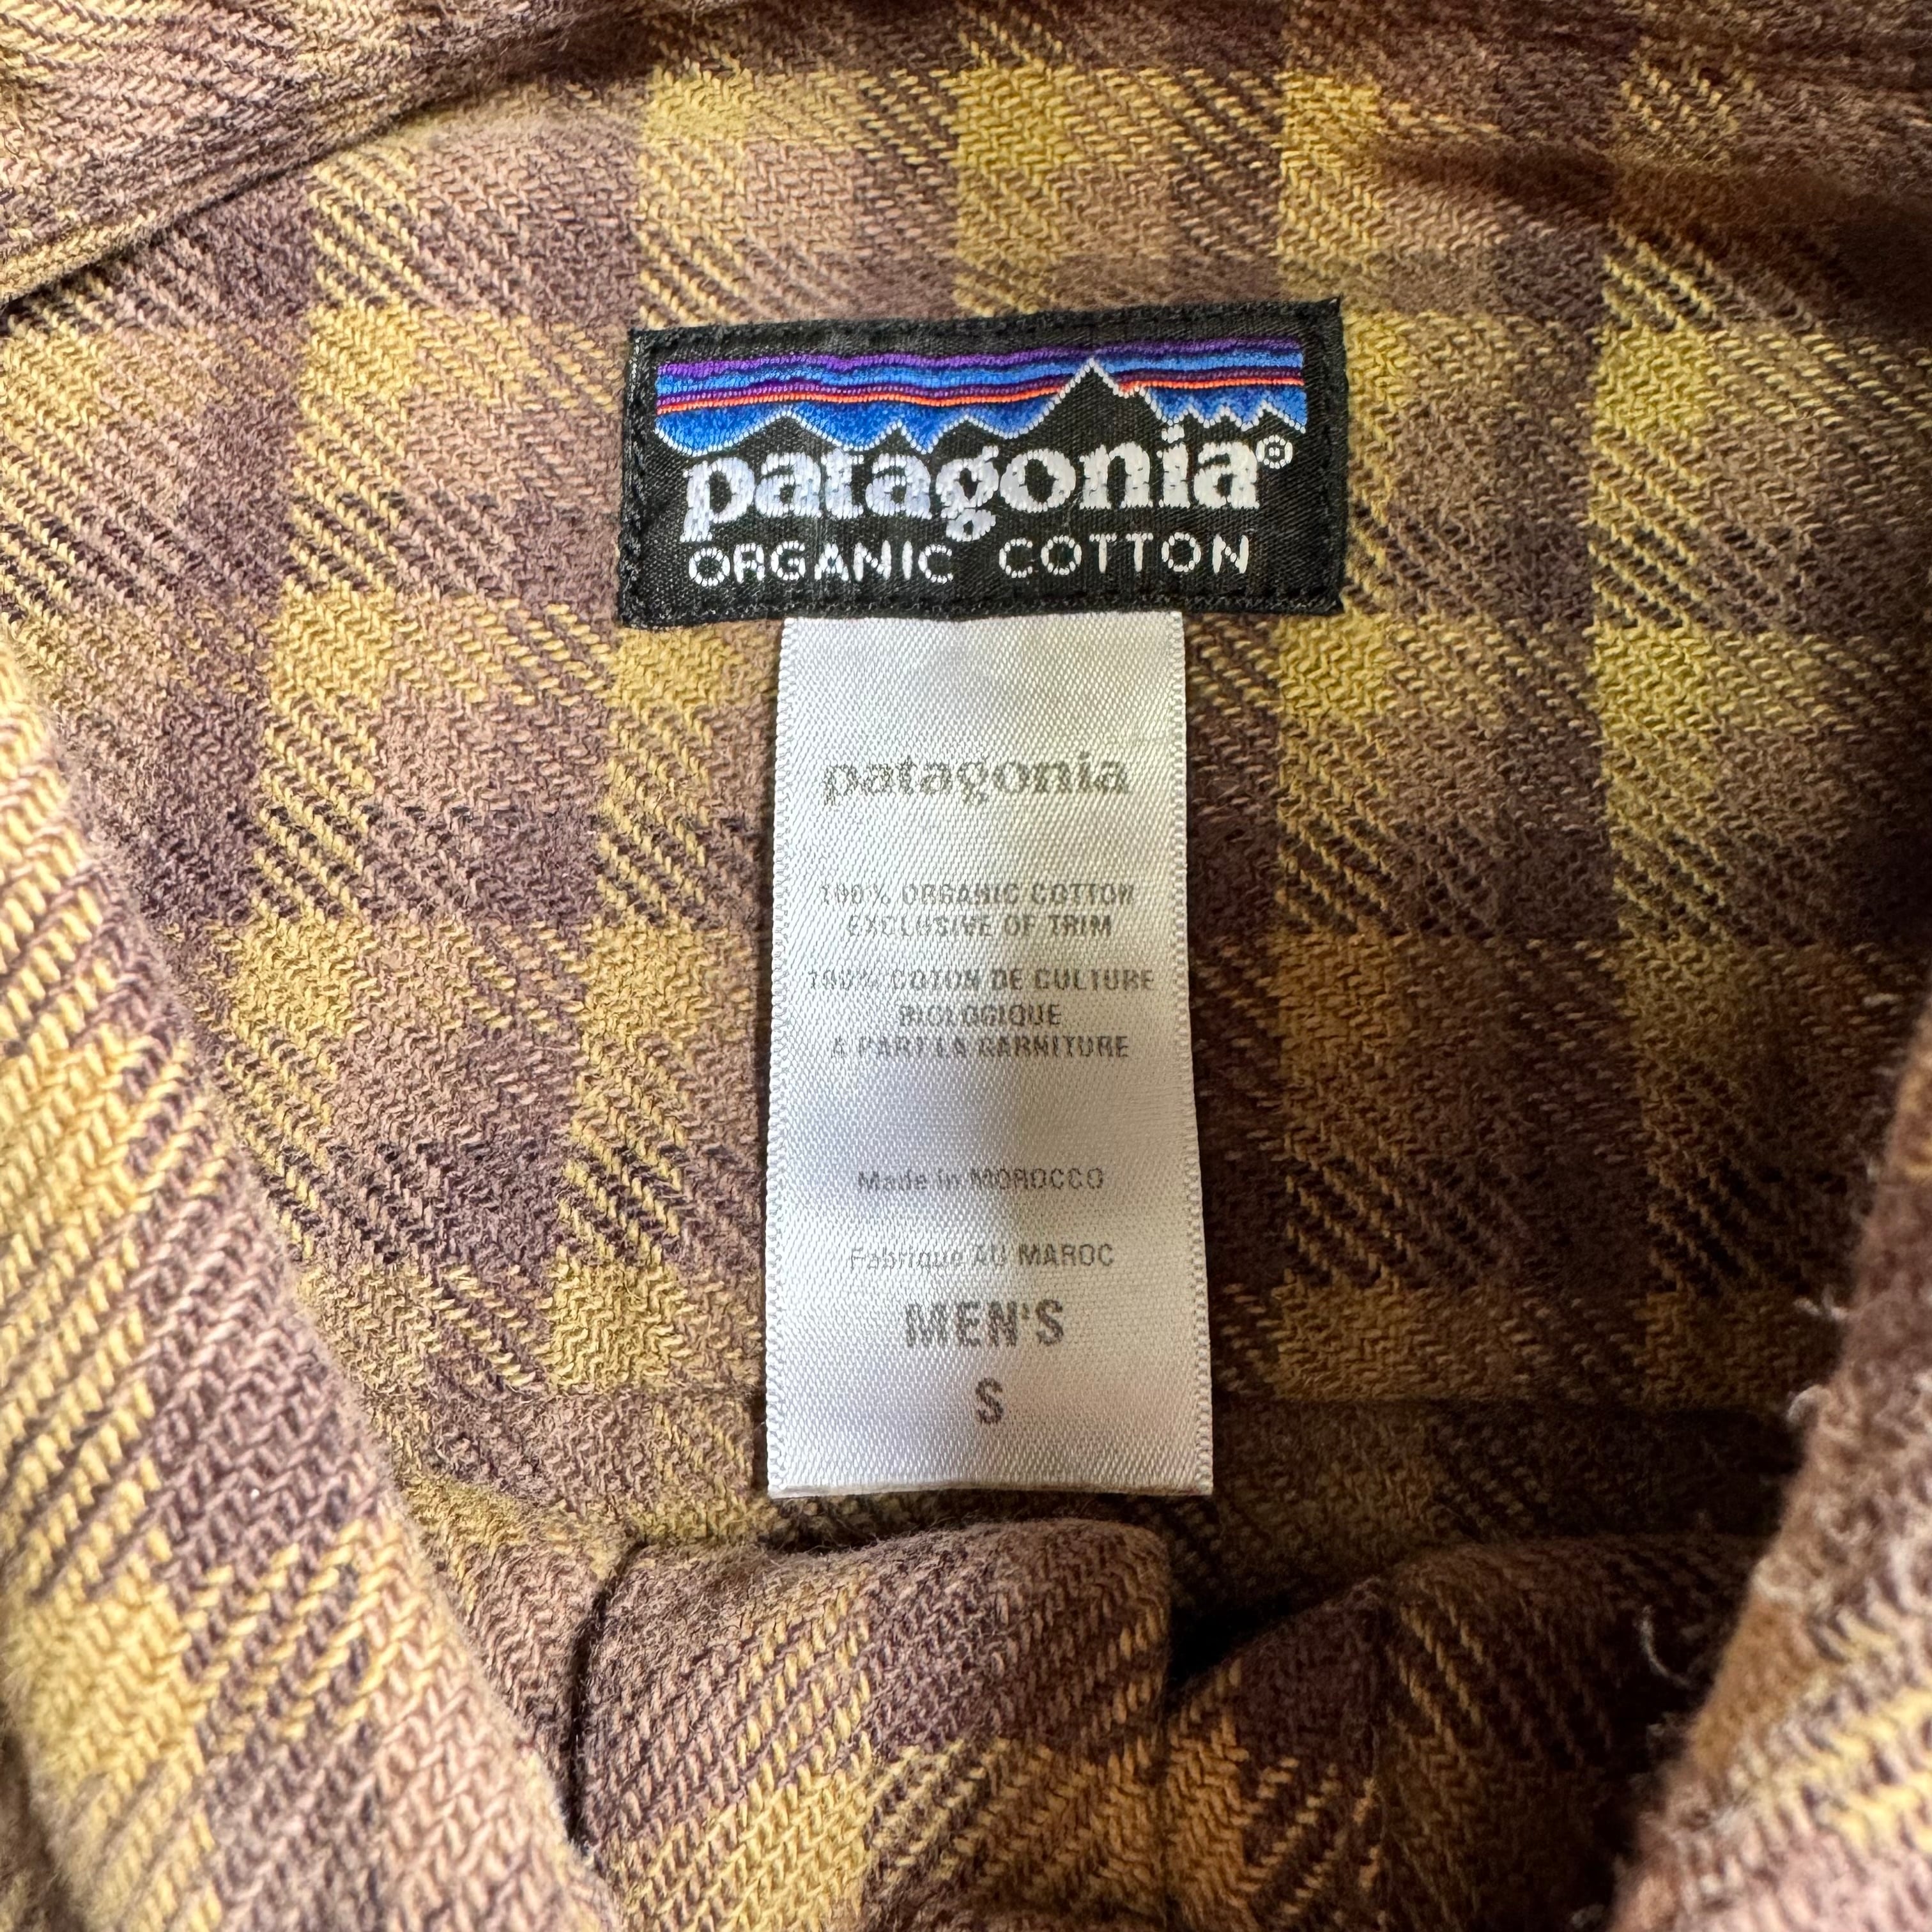 patagonia®
ORGANIC COTTON
patagonia
100% ORGANIC COTTON
EXCLUSIVE OF TRIM
100% COTON DE CULTURE
BIOLOGIQUE
A PART LA GARNITURE
Made in MOROCCO
Fabrique AU MAROC
MEN'S
S